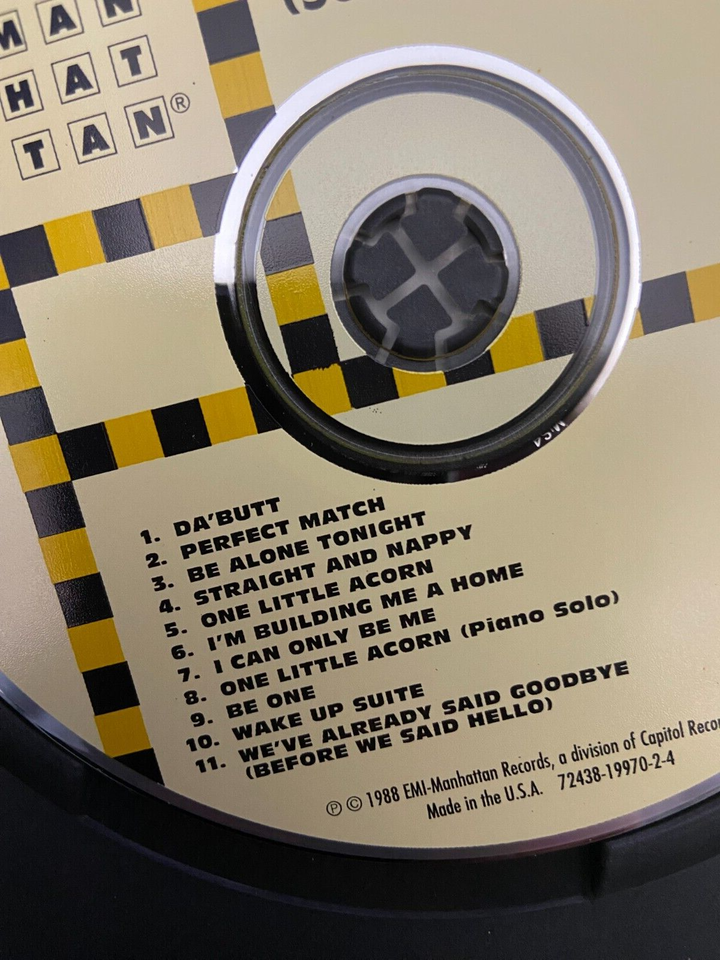 MAN
HAT
TAN®
1. DA'BUTT
2. PERFECT MATCH
3. BE ALONE TONIGHT
4. STRAIGHT AND NAPPY
5. ONE LITTLE ACORN
6. I'M BUILDING ME A HOME
7. I CAN ONLY BE ME
8. ONE LITTLE ACORN (Piano Solo)
9. BE ONE
10. WAKE UP SUITE
11. WE'VE ALREADY SAID GOODBYE
(BEFORE WE SAID HELLO)
℗ © 1988 EMI-Manhattan Records, a division of Capitol Recor
Made in the U.S.A. 72438-19970-2-4